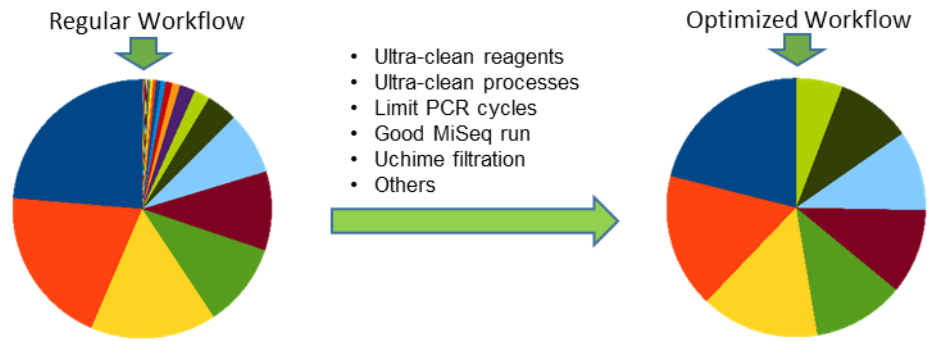 Regular Workflow
Optimized Workflow
• Ultra-clean reagents
• Ultra-clean processes
• Limit PCR cycles
• Good MiSeq run
• Uchime filtration
• Others